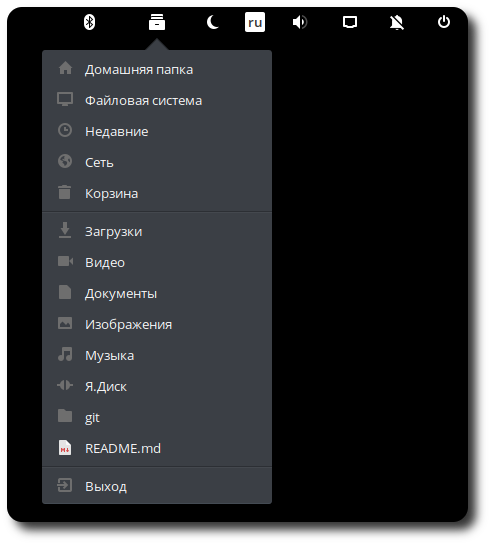 ru
Домашняя папка
Файловая система
Недавние
Сеть
Корзина
Загрузки
Видео
Документы
Изображения
Музыка
Я.Диск
git
README.md
Выход